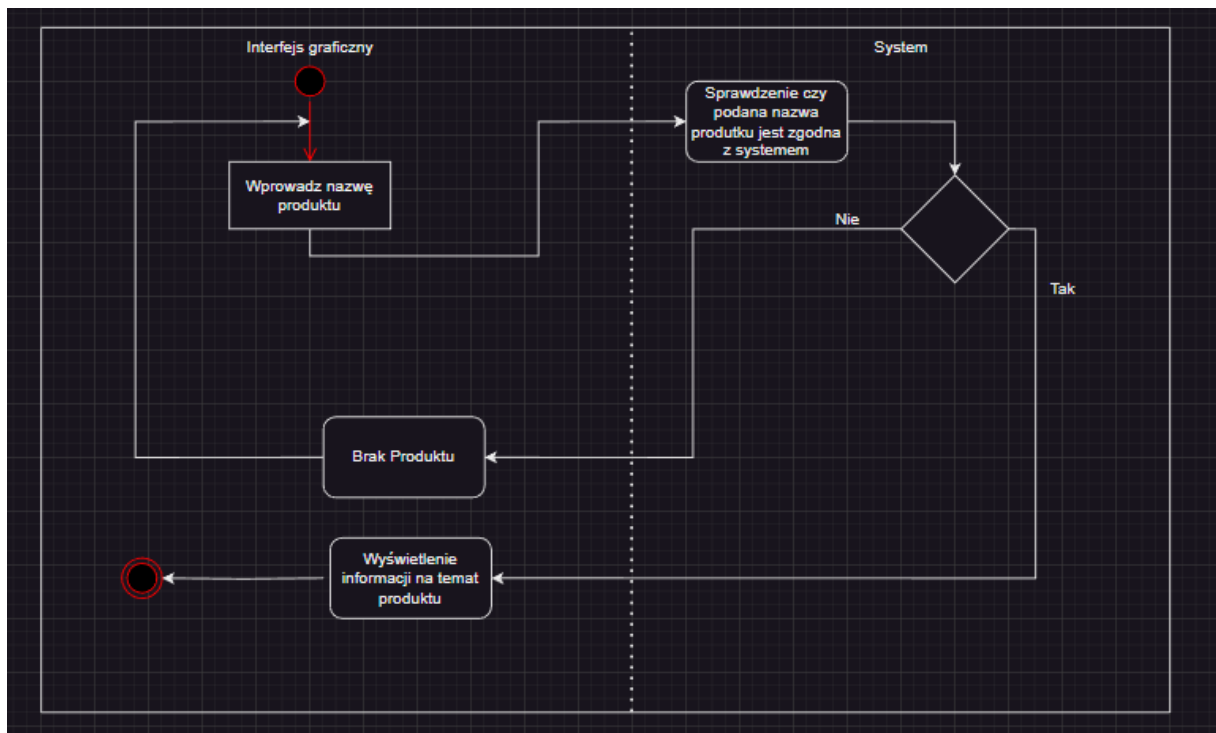 Interfejs graficzny
System
Sprawdzenie czy
podana nazwa
produtku jest zgodna
z systemem
Wprowadz nazwę
produktu
Nie
Tak
Brak Produktu
Wyświetlenie
informacji na temat
produktu